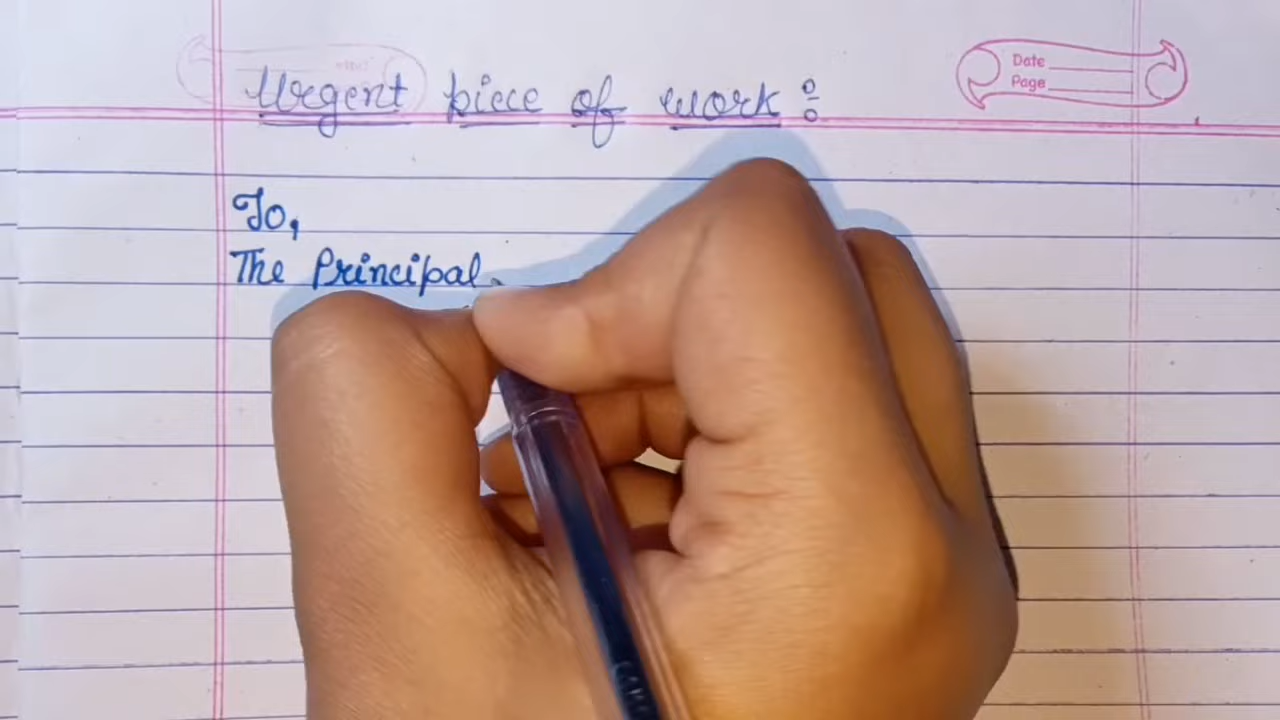 Urgent piece of work :
Date
Page
To,
The Principal,